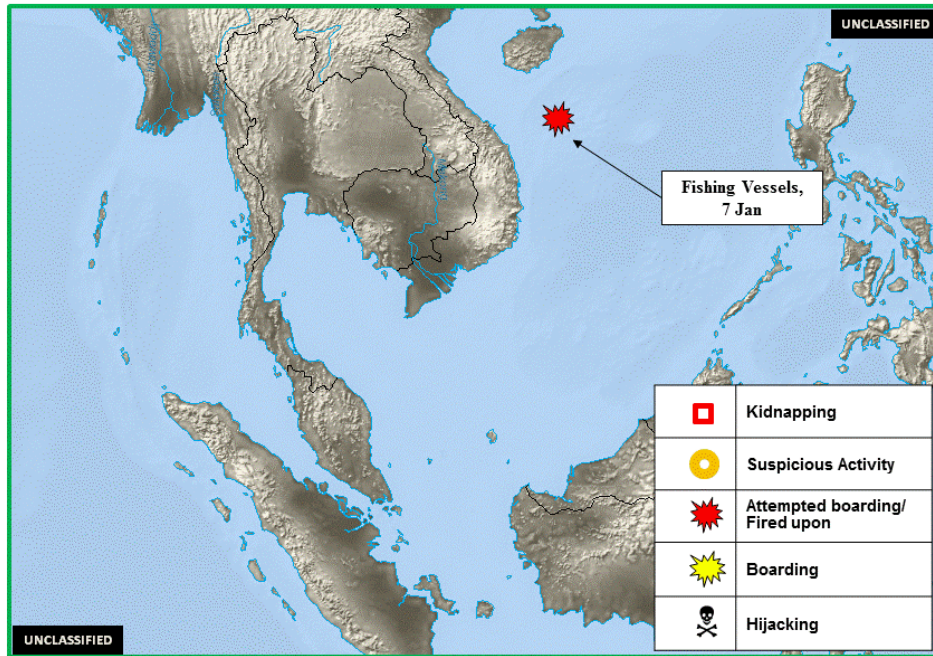 UNCLASSIFIED
Fishing Vessels,
7 Jan
Kidnapping
Suspicious Activity
Attempted boarding/
Fired upon
Boarding
Hijacking
UNCLASSIFIED